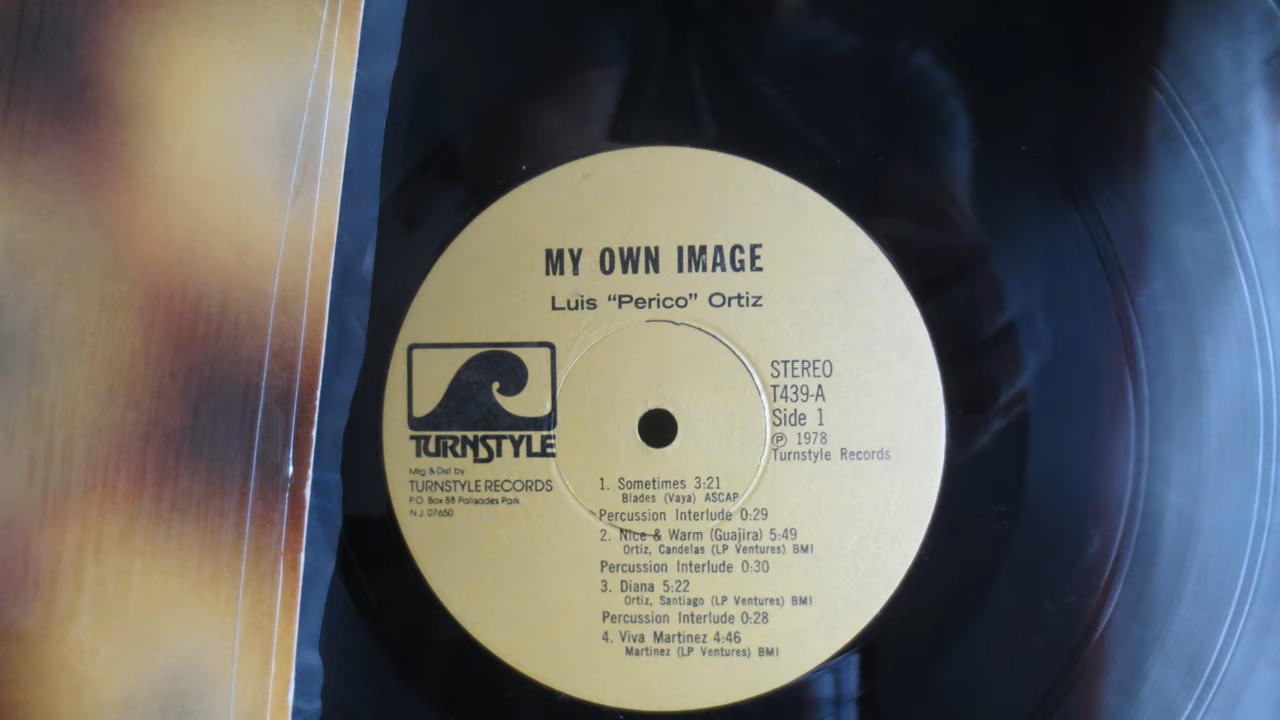 MY OWN IMAGE
Luis "Perico" Ortiz
TURNSTYLE
Mfg & Dist by
TURNSTYLE RECORDS
P.O. Box 88 Palisades Park
N.J. 07650
STEREO
T439-A
Side 1
Ⓟ 1978
Turnstyle Records
1. Sometimes 3:21
Blades (Vaya) ASCAP
Percussion Interlude 0:29
2. Nice & Warm (Guajira) 5:49
Ortiz, Candelas (LP Ventures) BMI
Percussion Interlude 0:30
3. Diana 5:22
Ortiz, Santiago (LP Ventures) BMI
Percussion Interlude 0:28
4. Viva Martinez 4:46
Martinez (LP Ventures) BMI